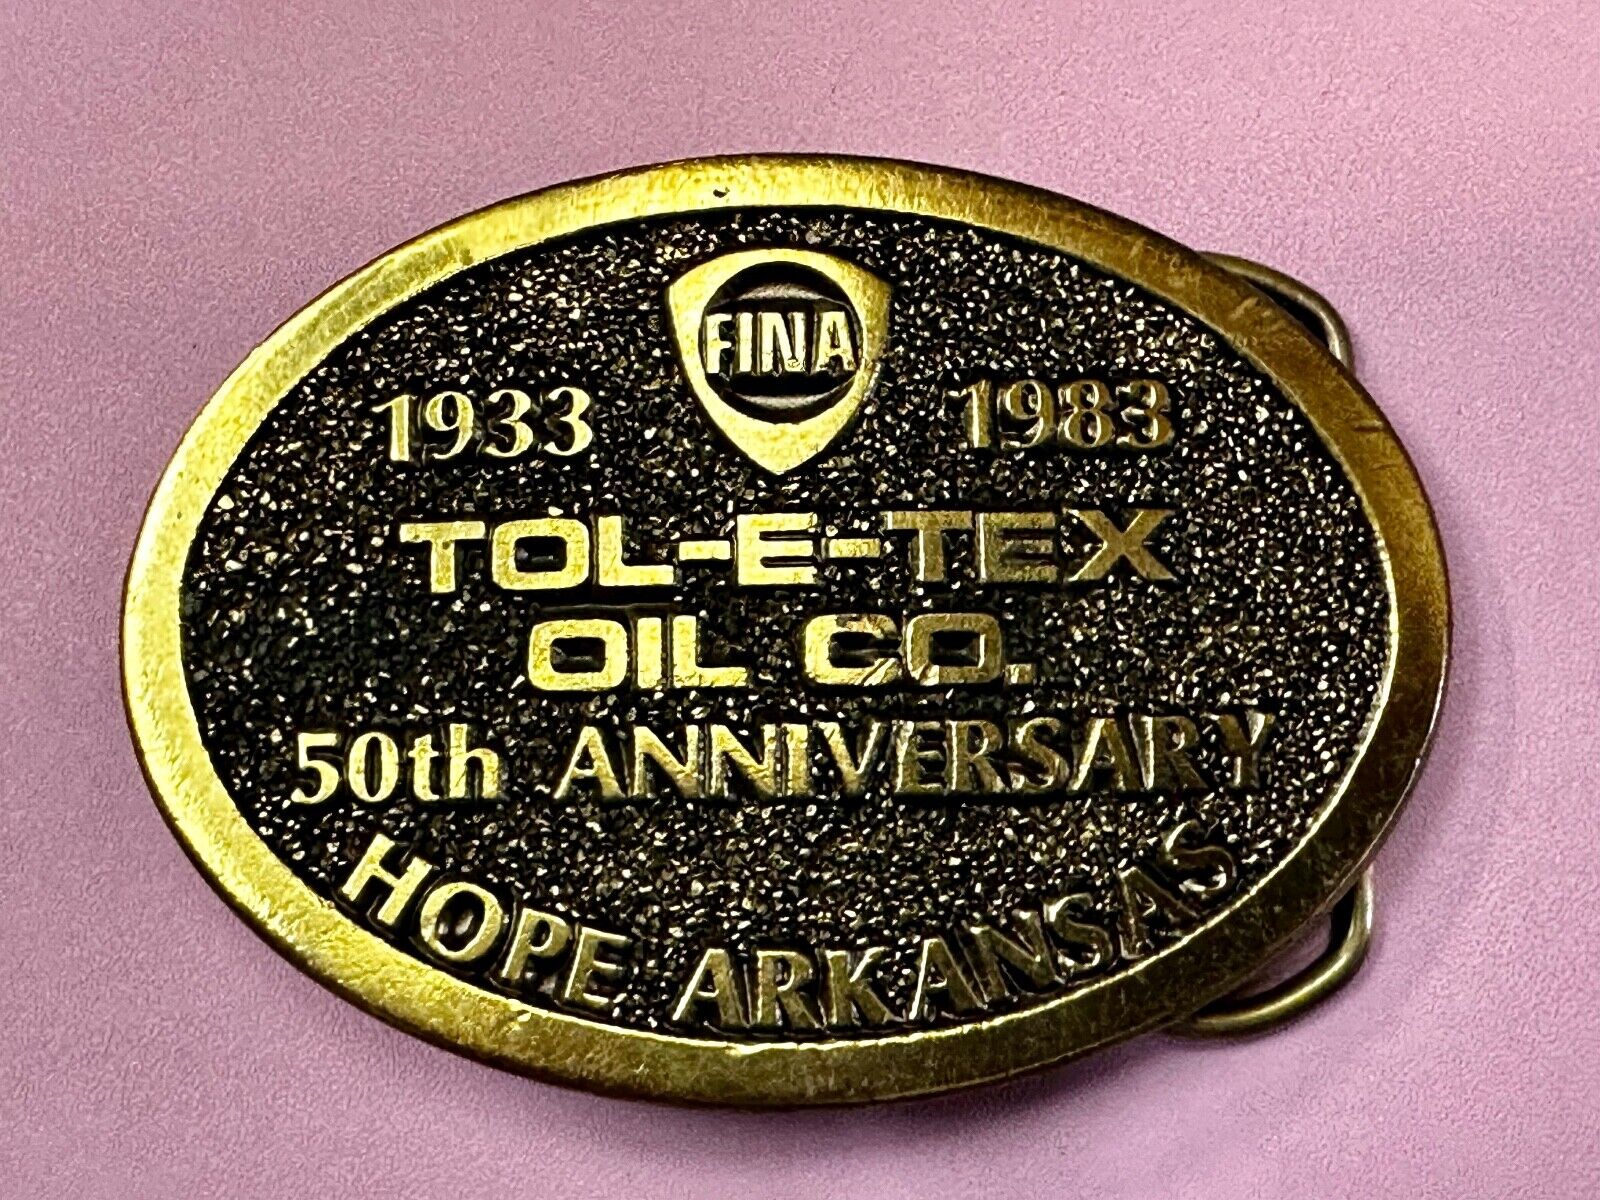 FINA
1933 1983
TOL-E-TEX
OIL CO.
50th ANNIVERSARY
HOPE ARKANSAS